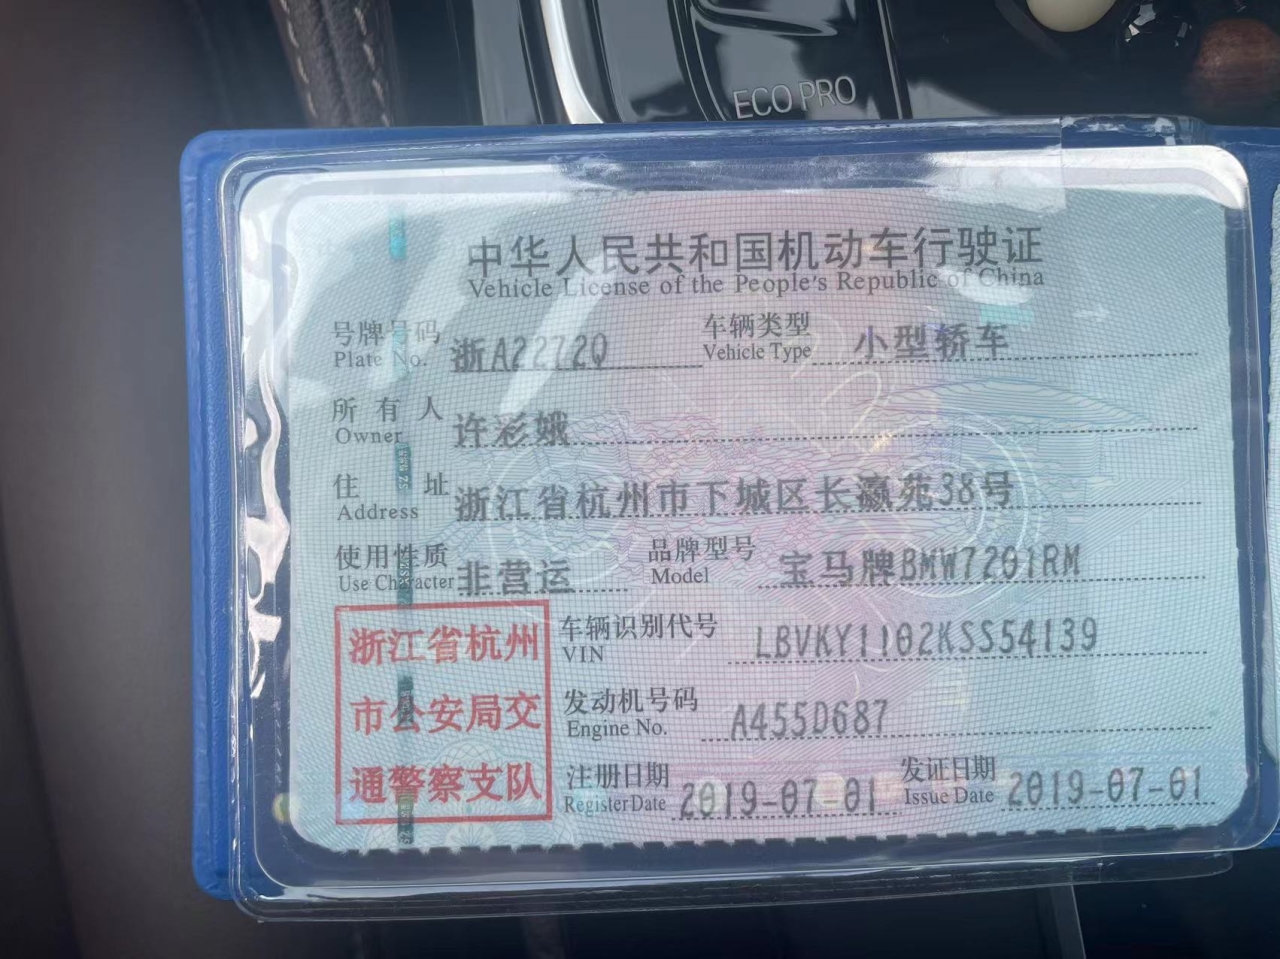 ECO PRO
中华人民共和国机动车行驶证
Vehicle License of the People's Republic of China
号牌号码 浙A2272Q 车辆类型 小型轿车
Plate No. Vehicle Type
所有人 许彩娥
Owner
住址 浙江省杭州市下城区长瀛苑38号
Address
使用性质 非营运 品牌型号 宝马牌BMW7201RM
Use Character Model
浙江省杭州
市公安局交
通警察支队
车辆识别代号 LBVKY1102KSS54139
VIN
发动机号码 A455D687
Engine No.
注册日期 2019-07-01 发证日期 2019-07-01
Register Date Issue Date